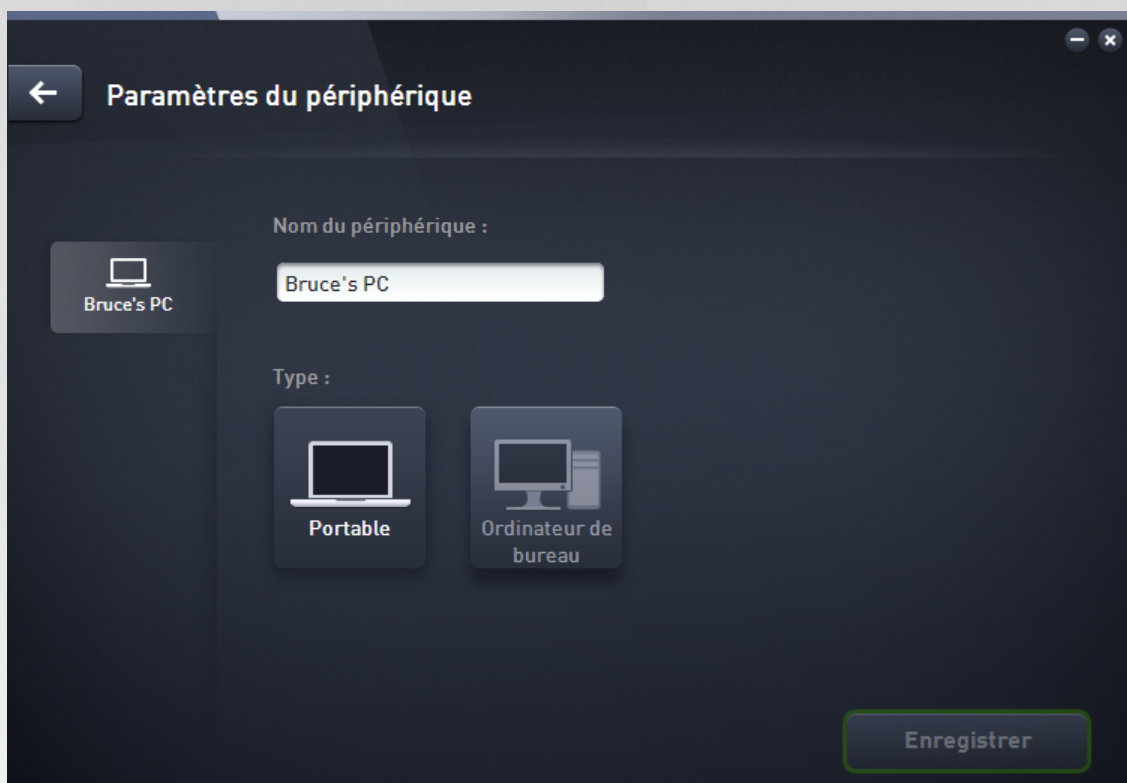 Paramètres du périphérique
Nom du périphérique :
Bruce's PC
Bruce's PC
Type :
Portable
Ordinateur de
bureau
Enregistrer